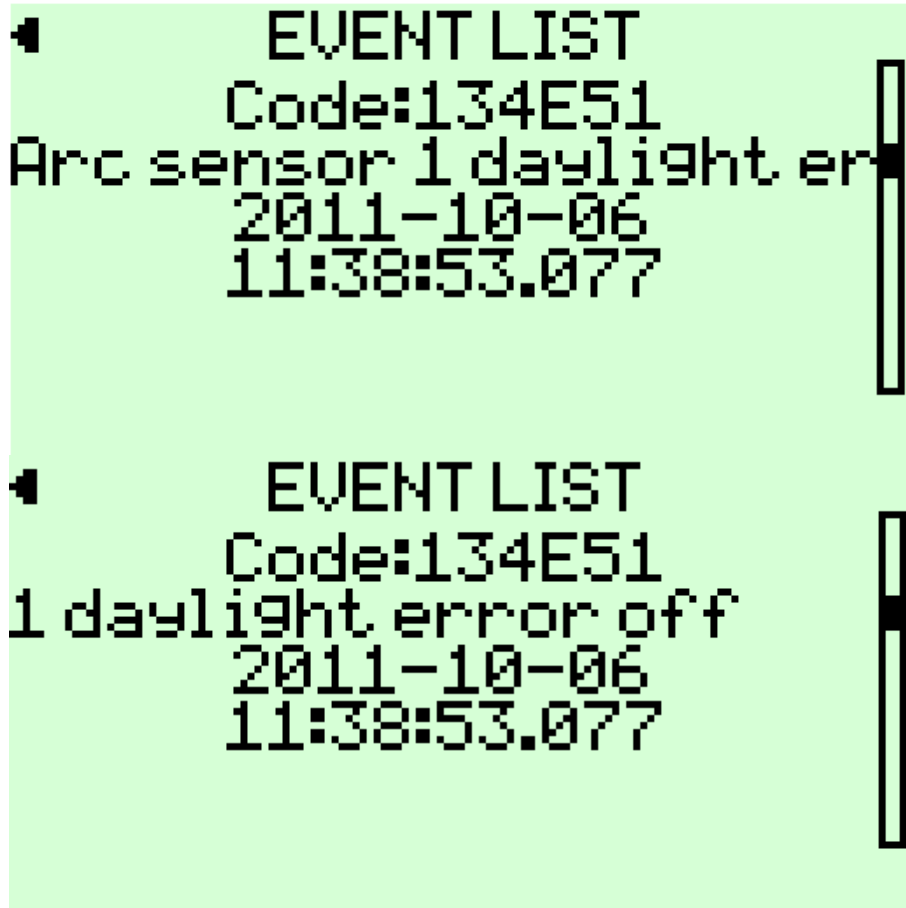 EVENT LIST
Code:134E51
Arc sensor 1 daylight er
2011-10-06
11:38:53.077
EVENT LIST
Code:134E51
1 daylight error off
2011-10-06
11:38:53.077